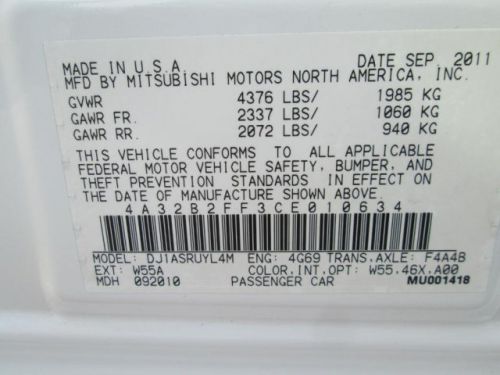 MADE IN U.S.A. DATE SEP. 2011
MFD BY MITSUBISHI MOTORS NORTH AMERICA, INC.
GVWR 4376 LBS/ 1985 KG
GAWR FR. 2337 LBS/ 1060 KG
GAWR RR. 2072 LBS/ 940 KG
THIS VEHICLE CONFORMS TO ALL APPLICABLE
FEDERAL MOTOR VEHICLE SAFETY, BUMPER, AND
THEFT PREVENTION STANDARDS IN EFFECT ON
THE DATE OF MANUFACTURE SHOWN ABOVE.
4A32B2FF3CE010634
MODEL: DJ1ASRUYL4M ENG: 4G69 TRANS.AXLE: F4A4B
EXT: W55A COLOR.INT.OPT: W55.46X.A00
MDH 092010 PASSENGER CAR MU001418